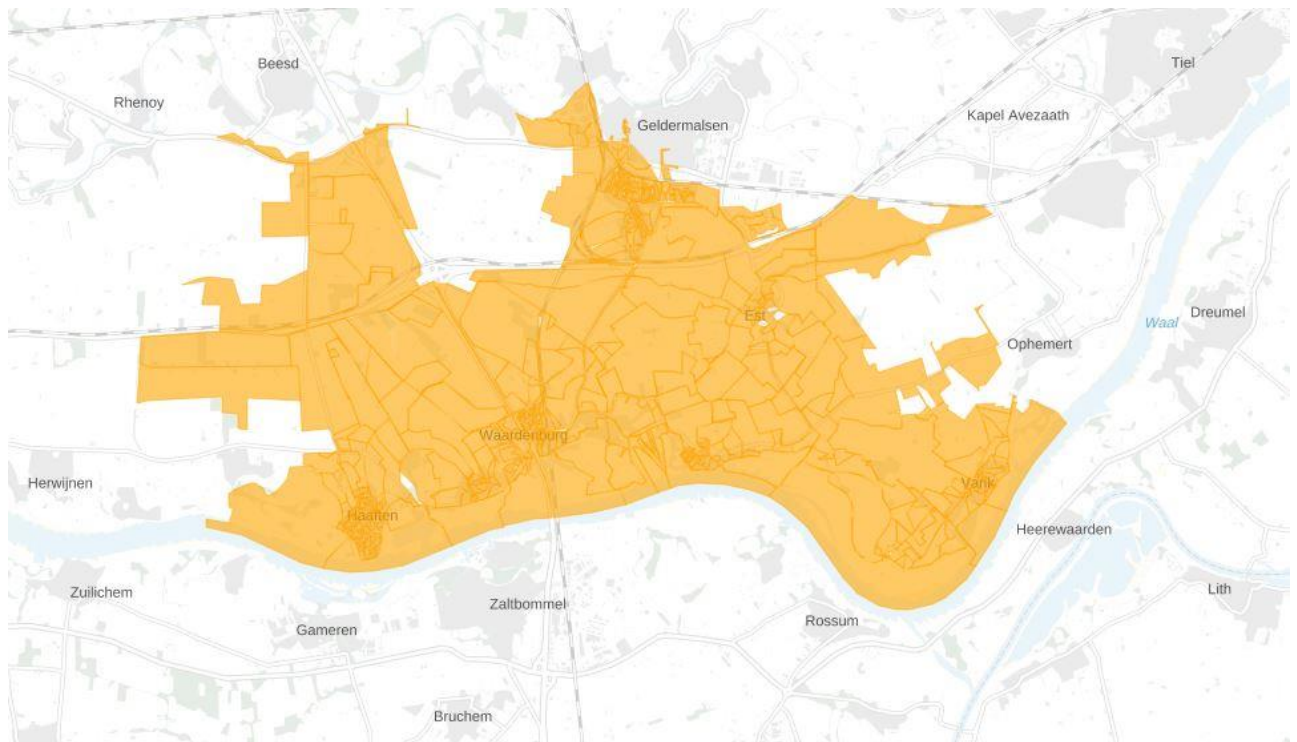 Beesd
Tiel
Rhenoy
Kapel Avezaath
Geldermalsen
Est
Dreumel
Waal
Ophemert
Waardenburg
Herwijnen
Varik
Haaften
Heerewaarden
Zuilichem
Lith
Zaltbommel
Rossum
Gameren
Bruchem